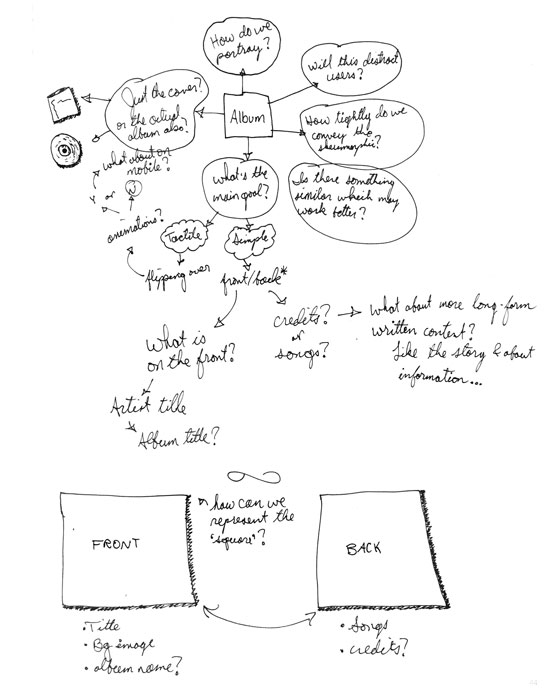 How do we
portray?
Will this distract
users?
Just the cover?
or the actual
album also?
Album
How tightly do we
convey the
skeumorphic?
what about on
mobile?
What's the
main goal?
Is there something
similar which may
work better?
Y or N
animations?
Tactile
Simple
flipping over
front/back*
credits?
or
songs?
What about more long-form
written content?
Like the story & about
information...
What is
on the front?
Artist title
Album title?
how can we
represent the
"square"?
FRONT
BACK
• Title
• Bg image
• album name?
• Songs
• credits?